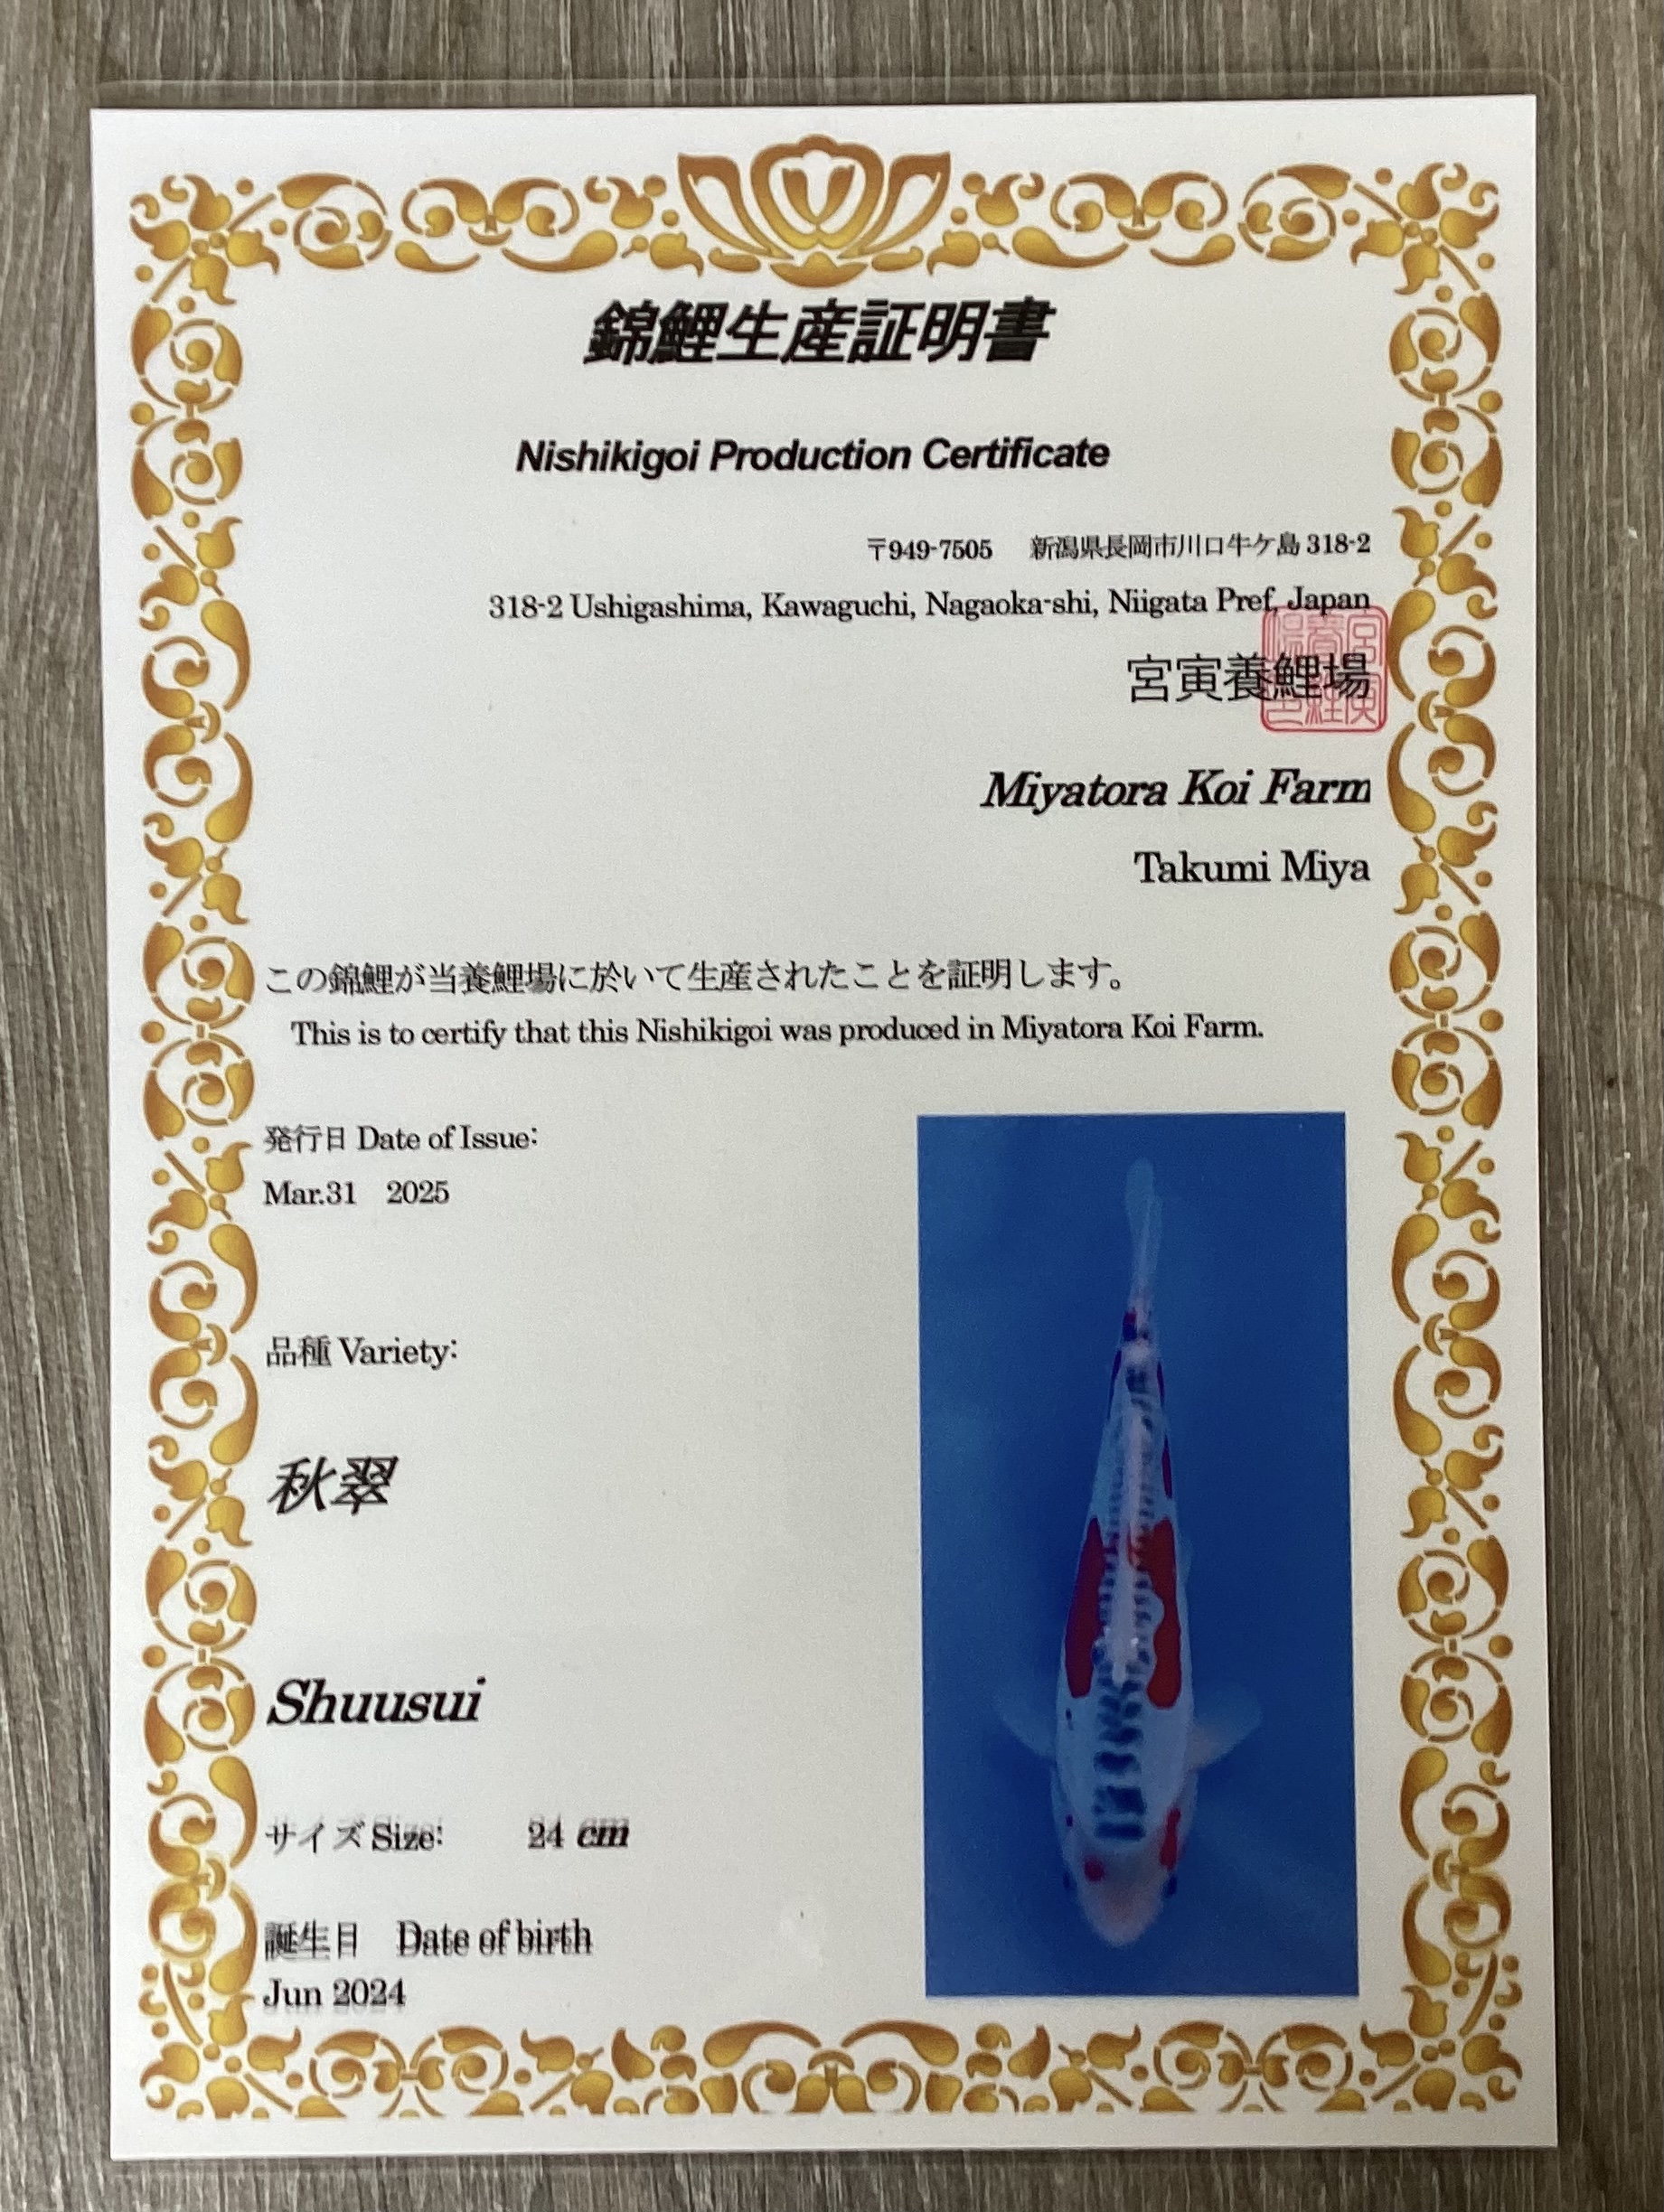 錦鯉生産証明書
Nishikigoi Production Certificate
〒949-7505 新潟県長岡市川口牛ケ島 318-2
318-2 Ushigashima, Kawaguchi, Nagaoka-shi, Niigata Pref, Japan
宮寅養鯉場
Miyatora Koi Farm
Takumi Miya
この錦鯉が当養鯉場に於いて生産されたことを証明します。
This is to certify that this Nishikigoi was produced in Miyatora Koi Farm.
発行日 Date of Issue:
Mar.31 2025
品種 Variety:
秋翠
Shuusui
サイズ Size: 24 cm
誕生日 Date of birth
Jun 2024